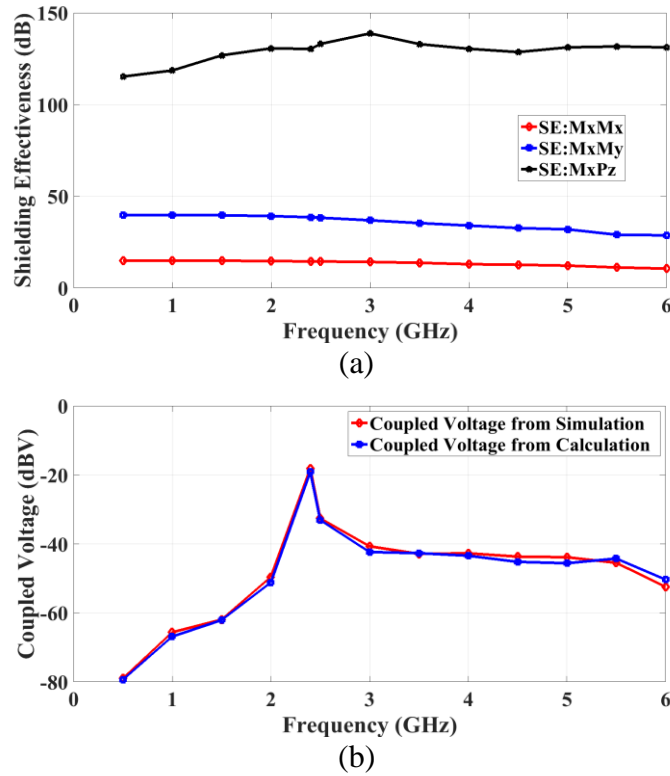 150
100
50
0
Shielding Effectiveness (dB)
SE:MxMx
SE:MxMy
SE:MxPz
0 1 2 3 4 5 6
Frequency (GHz)
(a)
0
-20
-40
-60
-80
Coupled Voltage (dBV)
Coupled Voltage from Simulation
Coupled Voltage from Calculation
0 1 2 3 4 5 6
Frequency (GHz)
(b)